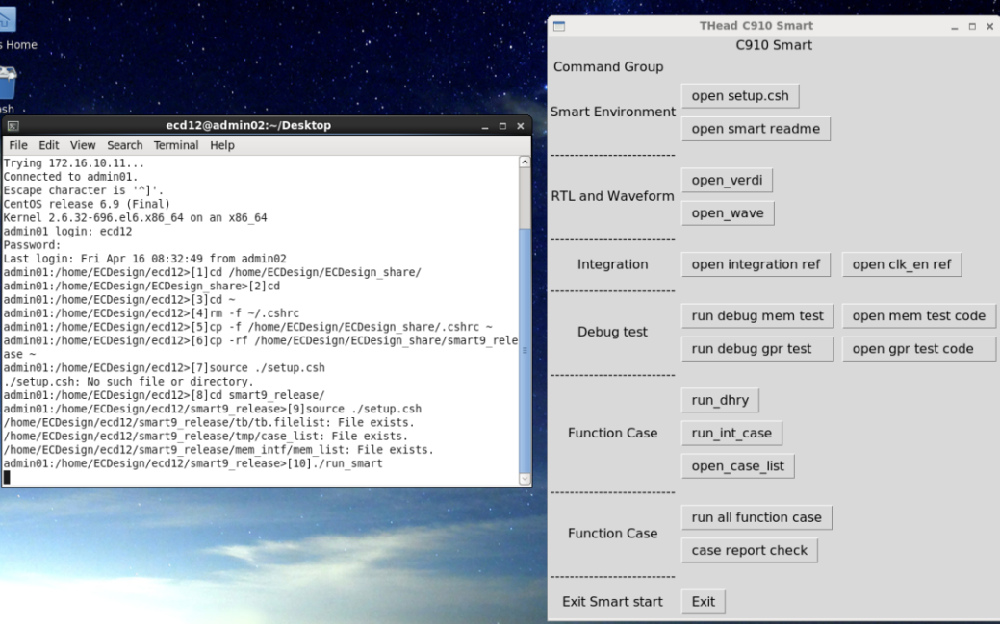 s Home
sh
ecd12@admin02:~/Desktop
File Edit View Search Terminal Help
Trying 172.16.10.11...
Connected to admin01.
Escape character is '^]'.
CentOS release 6.9 (Final)
Kernel 2.6.32-696.el6.x86_64 on an x86_64
admin01 login: ecd12
Password:
Last login: Fri Apr 16 08:32:49 from admin02
admin01:/home/ECDesign/ecd12>[1]cd /home/ECDesign/ECDesign_share/
admin01:/home/ECDesign/ECDesign_share>[2]cd
admin01:/home/ECDesign/ecd12>[3]cd ~
admin01:/home/ECDesign/ecd12>[4]rm -f ~/.cshrc
admin01:/home/ECDesign/ecd12>[5]cp -f /home/ECDesign/ECDesign_share/.cshrc ~
admin01:/home/ECDesign/ecd12>[6]cp -rf /home/ECDesign/ECDesign_share/smart9_rele
ase ~
admin01:/home/ECDesign/ecd12>[7]source ./setup.csh
./setup.csh: No such file or directory.
admin01:/home/ECDesign/ecd12>[8]cd smart9_release/
admin01:/home/ECDesign/ecd12/smart9_release>[9]source ./setup.csh
/home/ECDesign/ecd12/smart9_release/tb/tb.filelist: File exists.
/home/ECDesign/ecd12/smart9_release/tmp/case_list: File exists.
/home/ECDesign/ecd12/smart9_release/mem_intf/mem_list: File exists.
admin01:/home/ECDesign/ecd12/smart9_release>[10]./run_smart
THead C910 Smart
C910 Smart
Command Group
Smart Environment
open setup.csh
open smart readme
------------------------
RTL and Waveform
open_verdi
open_wave
------------------------
Integration
open integration ref
open clk_en ref
------------------------
Debug test
run debug mem test
open mem test code
run debug gpr test
open gpr test code
------------------------
Function Case
run_dhry
run_int_case
open_case_list
------------------------
Function Case
run all function case
case report check
------------------------
Exit Smart start
Exit